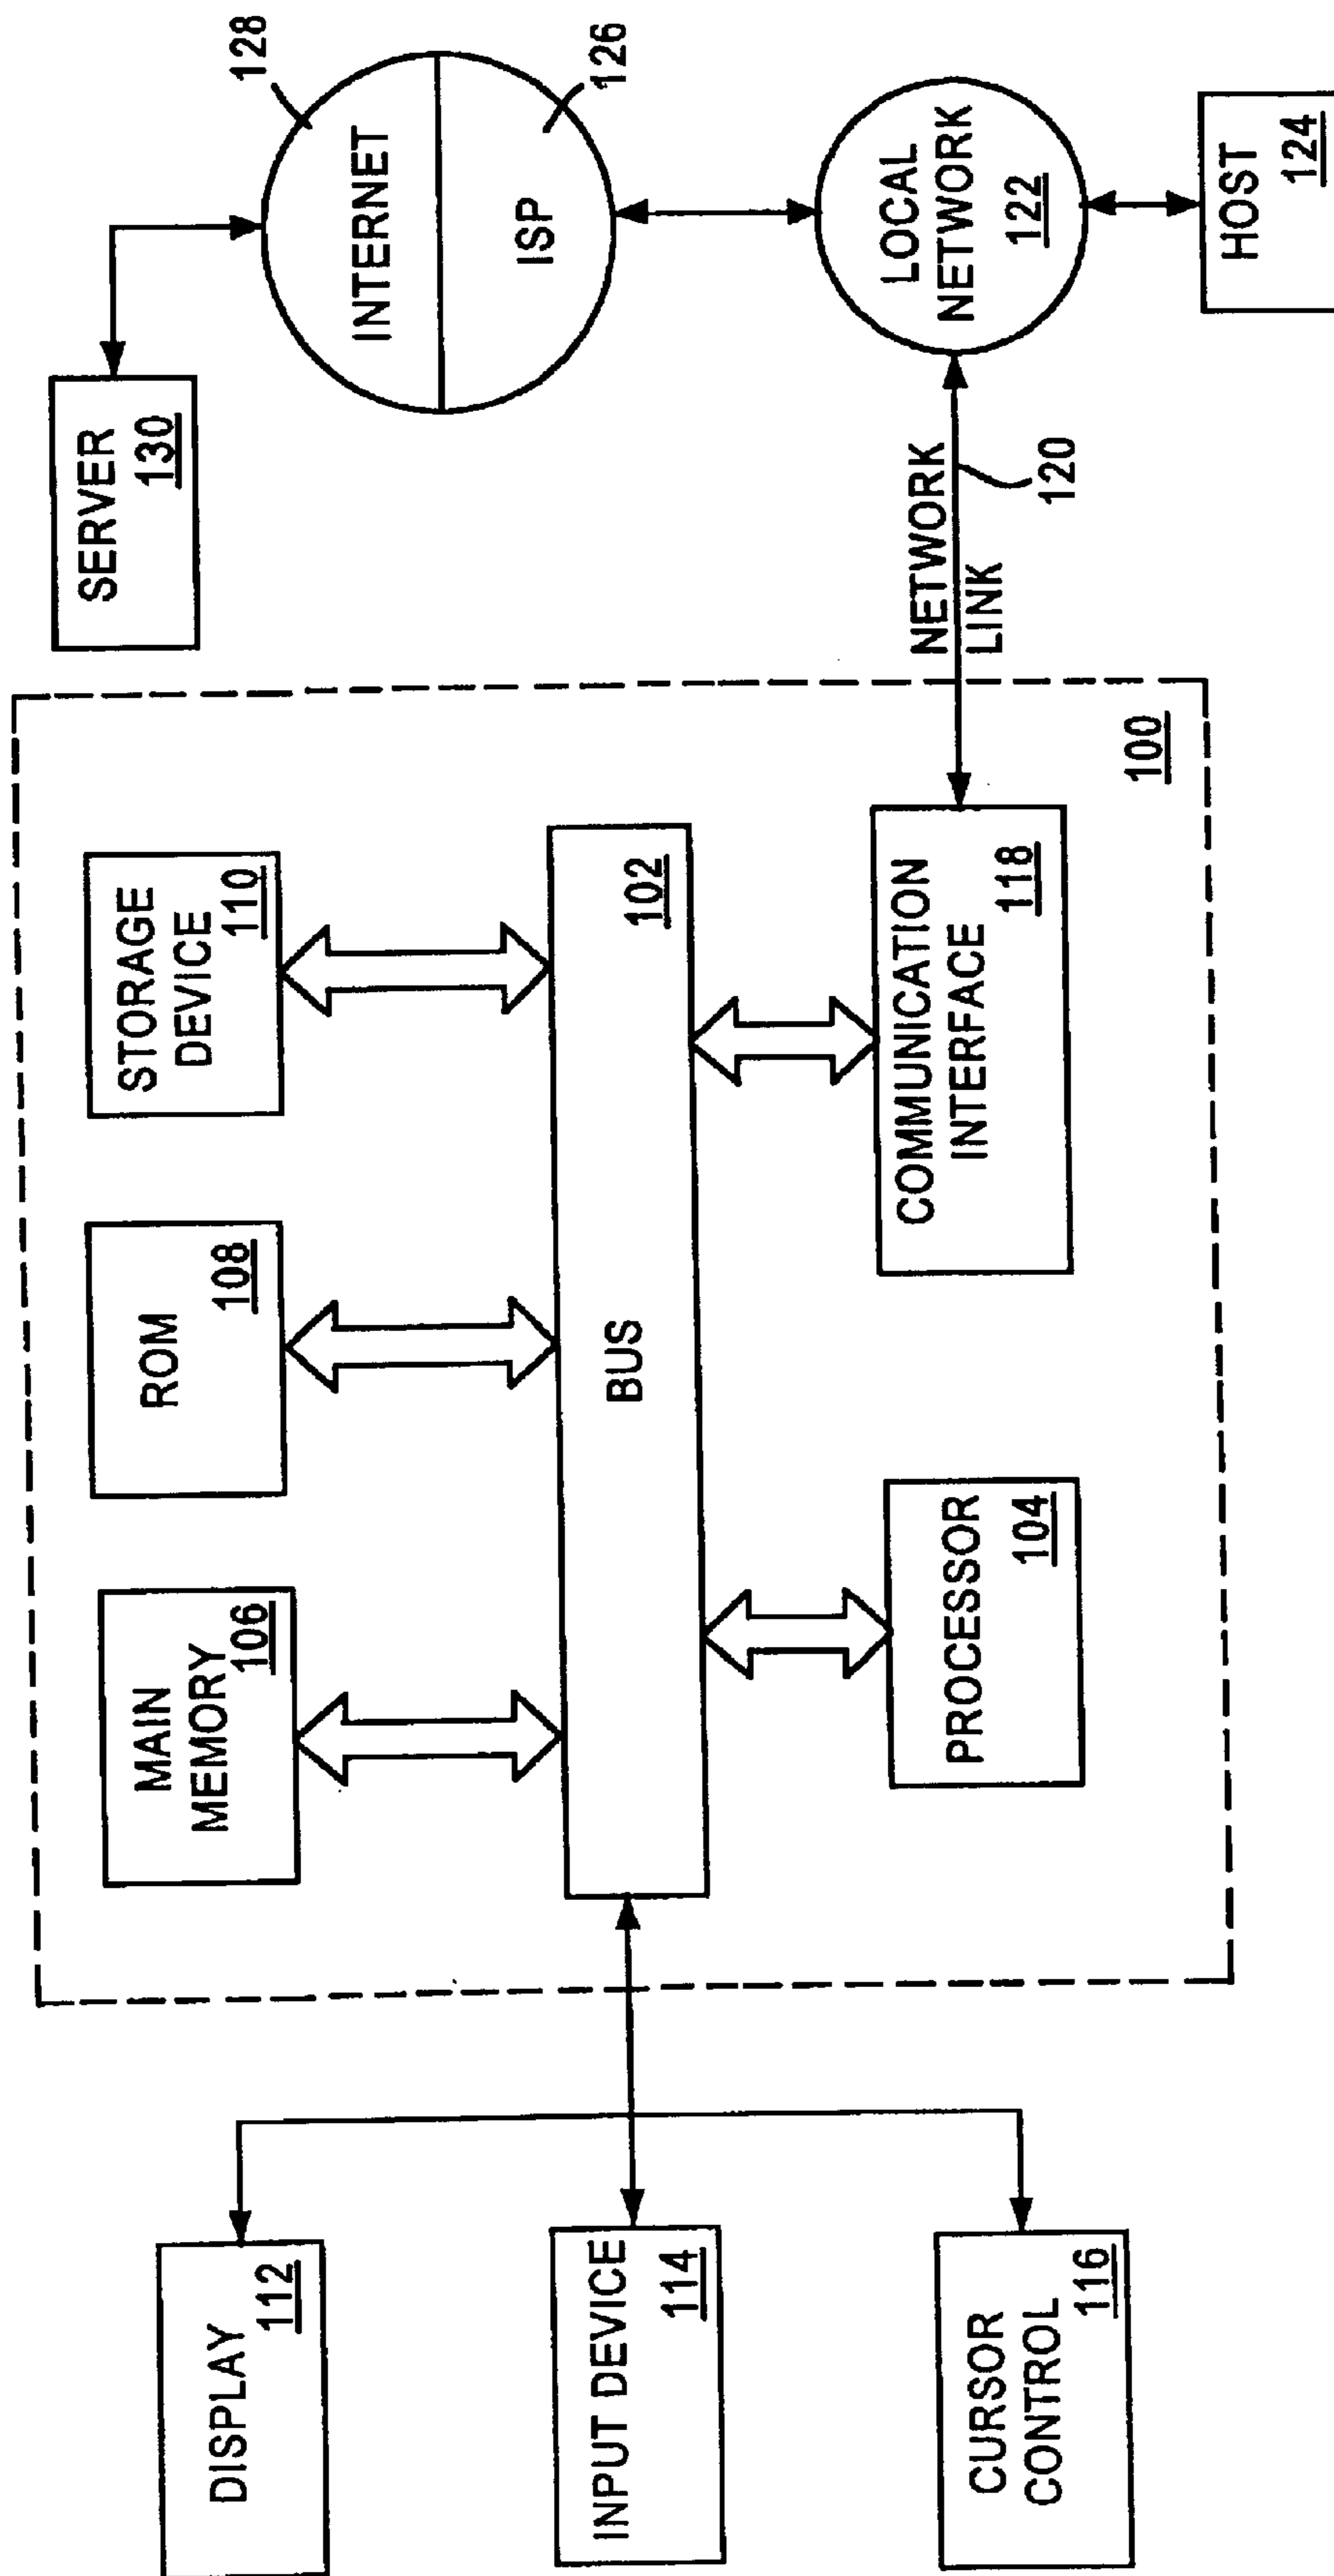 DISPLAY
112
INPUT DEVICE
114
CURSOR
CONTROL
116
MAIN
MEMORY
106
ROM
108
STORAGE
DEVICE
110
BUS
102
PROCESSOR
104
COMMUNICATION
INTERFACE
118
100
SERVER
130
INTERNET
128
ISP
126
NETWORK
LINK
120
LOCAL
NETWORK
122
HOST
124